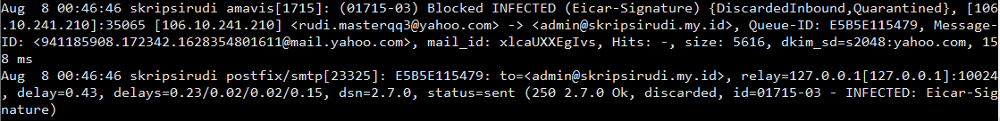 Aug  8 00:46:46 skripsirudi amavis[1715]: (01715-03) Blocked INFECTED (Eicar-Signature) {DiscardedInbound,Quarantined}, [106
.10.241.210]:35065 [106.10.241.210] <rudi.masterqq3@yahoo.com> -> <admin@skripsirudi.my.id>, Queue-ID: E5B5E115479, Message-
ID: <941185908.172342.1628354801611@mail.yahoo.com>, mail_id: xlcaUXXEgIvs, Hits: -, size: 5616, dkim_sd=s2048:yahoo.com, 15
8 ms
Aug  8 00:46:46 skripsirudi postfix/smtp[23325]: E5B5E115479: to=<admin@skripsirudi.my.id>, relay=127.0.0.1[127.0.0.1]:10024
, delay=0.43, delays=0.23/0.02/0.02/0.15, dsn=2.7.0, status=sent (250 2.7.0 Ok, discarded, id=01715-03 - INFECTED: Eicar-Sig
nature)